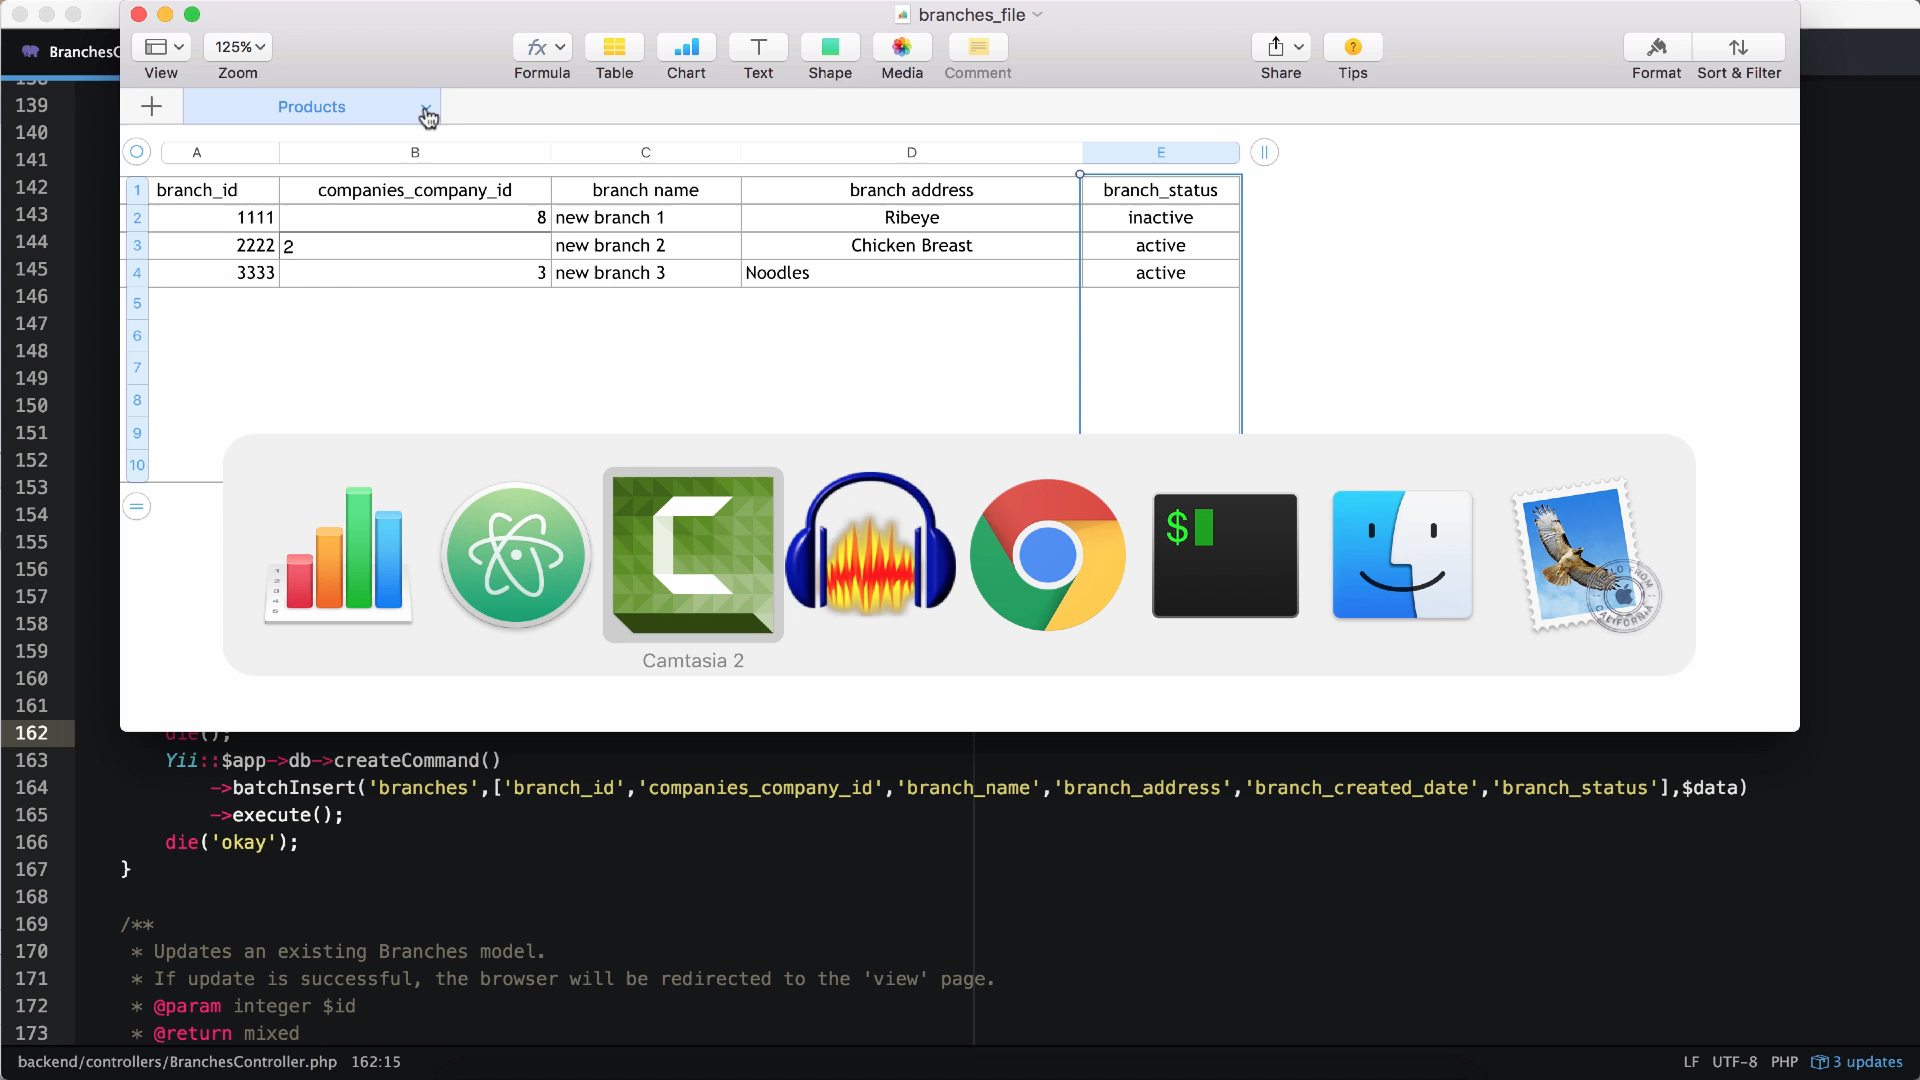 branches_file
BranchesC
125%
View Zoom Formula Table Chart Text Shape Media Comment Share Tips Format Sort & Filter
Products
A B C D E
1 branch_id companies_company_id branch name branch address branch_status
2 1111 8 new branch 1 Ribeye inactive
3 2222 2 new branch 2 Chicken Breast active
4 3333 3 new branch 3 Noodles active
5
6
7
8
9
10
Camtasia 2
139
140
141
142
143
144
145
146
147
148
149
150
151
152
153
154
155
156
157
158
159
160
161
162 die();
163 Yii::$app->db->createCommand()
164 ->batchInsert('branches',['branch_id','companies_company_id','branch_name','branch_address','branch_created_date','branch_status'],$data)
165 ->execute();
166 die('okay');
167 }
168
169 /**
170 * Updates an existing Branches model.
171 * If update is successful, the browser will be redirected to the 'view' page.
172 * @param integer $id
173 * @return mixed
backend/controllers/BranchesController.php 162:15 LF UTF-8 PHP 3 updates